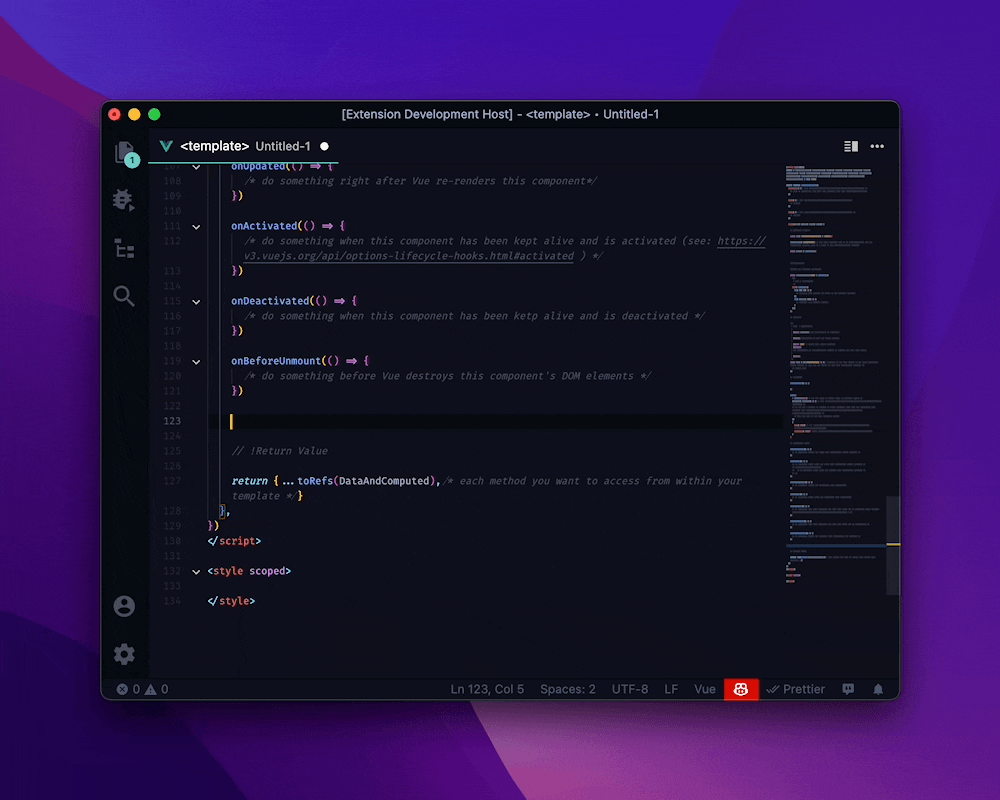 [Extension Development Host] - <template> • Untitled-1
<template> Untitled-1
1
107 onUpdated(() => {
108 /* do something right after Vue re-renders this component*/
109 })
110
111 onActivated(() => {
112 /* do something when this component has been kept alive and is activated (see: https://
v3.vuejs.org/api/options-lifecycle-hooks.html#activated ) */
113 })
114
115 onDeactivated(() => {
116 /* do something when this component has been ketp alive and is deactivated */
117 })
118
119 onBeforeUnmount(() => {
120 /* do something before Vue destroys this component's DOM elements */
121 })
122
123
124
125 // !Return Value
126
127 return {...toRefs(DataAndComputed),/* each method you want to access from within your
template */}
128 },
129 })
130 </script>
131
132 <style scoped>
133
134 </style>
0 0 Ln 123, Col 5 Spaces: 2 UTF-8 LF Vue Prettier